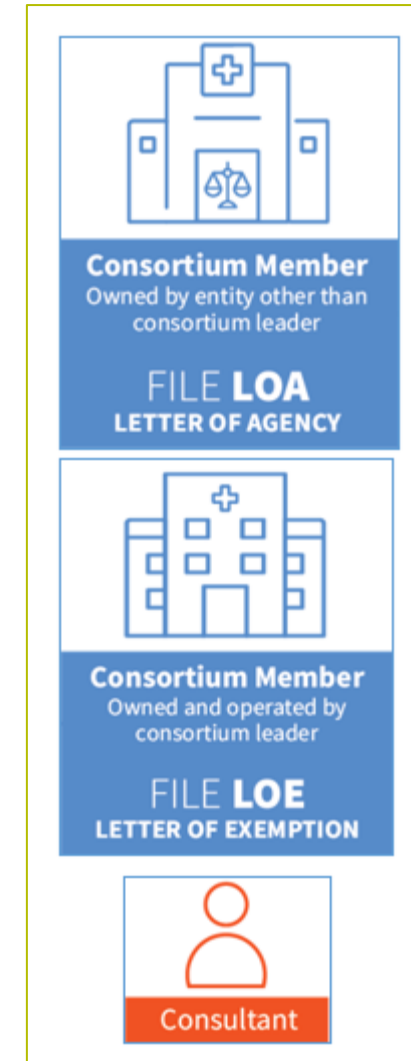 Consortium Member
Owned by entity other than
consortium leader
FILE LOA
LETTER OF AGENCY
Consortium Member
Owned and operated by
consortium leader
FILE LOE
LETTER OF EXEMPTION
Consultant